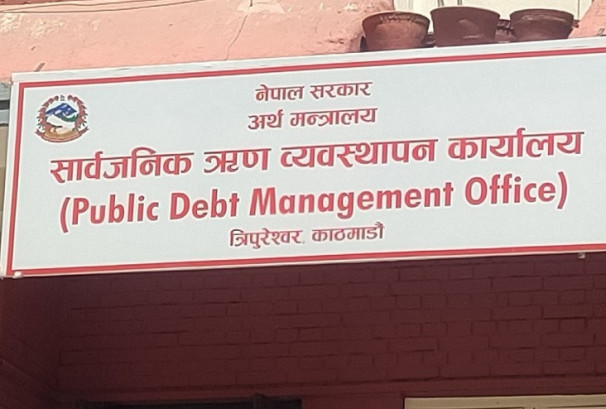 नेपाल सरकार
अर्थ मन्त्रालय
सार्वजनिक ऋण व्यवस्थापन कार्यालय
(Public Debt Management Office)
त्रिपुरेश्वर, काठमाडौं